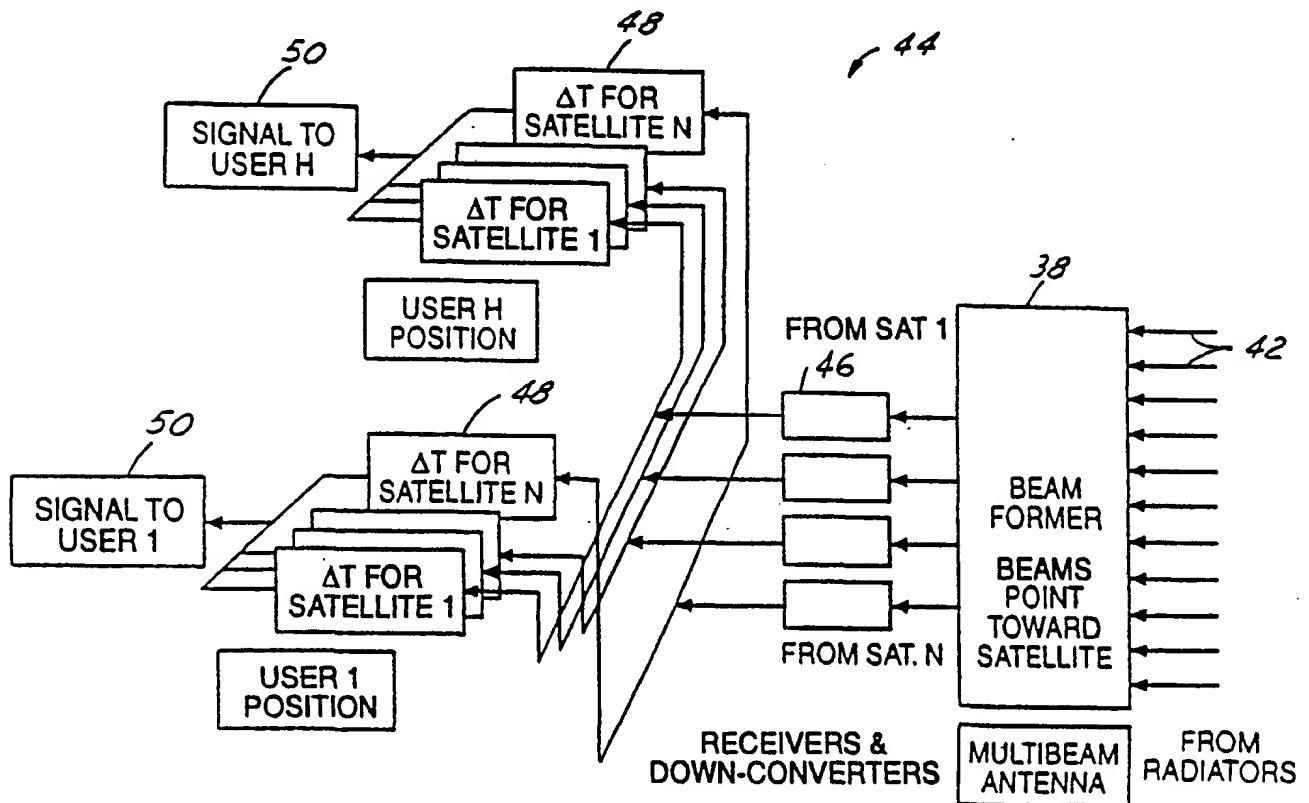 48
44
50
ΔT FOR
SATELLITE N
SIGNAL TO
USER H
ΔT FOR
SATELLITE 1
38
USER H
POSITION
FROM SAT 1
42
46
48
50
ΔT FOR
SATELLITE N
SIGNAL TO
USER 1
BEAM
FORMER
ΔT FOR
SATELLITE 1
BEAMS
POINT
TOWARD
SATELLITE
FROM SAT. N
USER 1
POSITION
RECEIVERS &
DOWN-CONVERTERS
MULTIBEAM
ANTENNA
FROM
RADIATORS